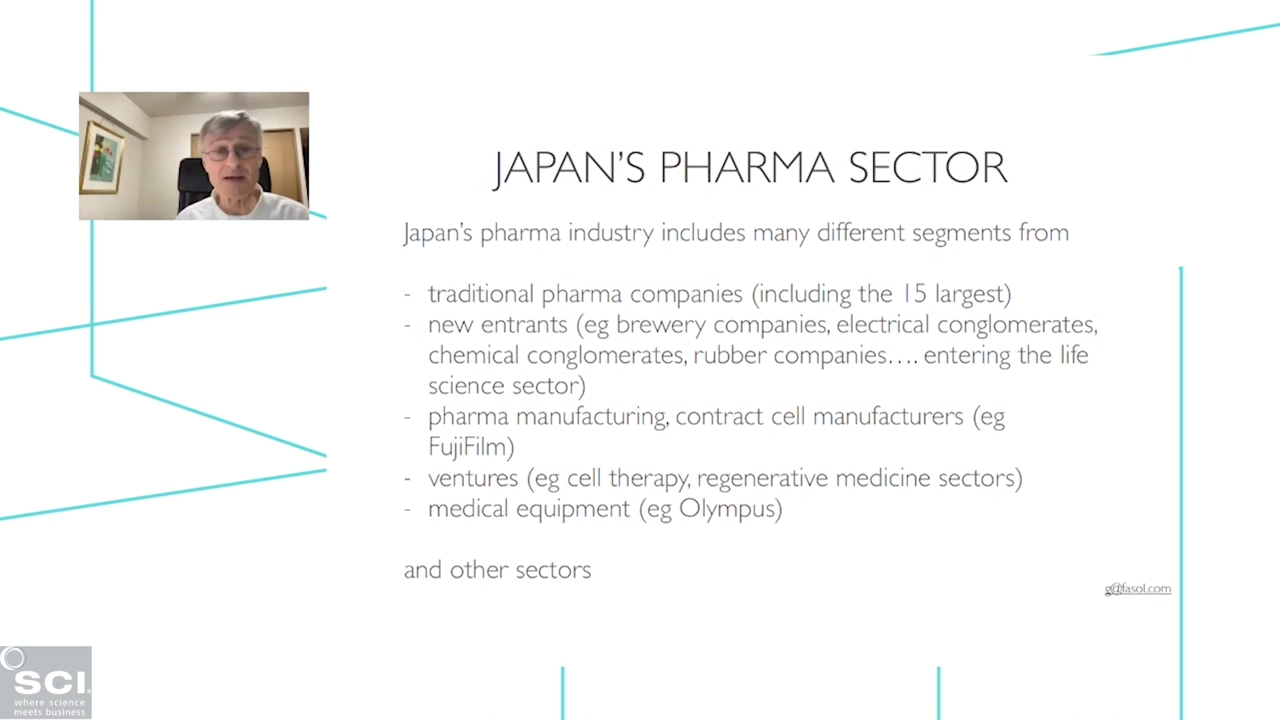 JAPAN'S PHARMA SECTOR
Japan's pharma industry includes many different segments from
- traditional pharma companies (including the 15 largest)
- new entrants (eg brewery companies, electrical conglomerates,
chemical conglomerates, rubber companies…. entering the life
science sector)
- pharma manufacturing, contract cell manufacturers (eg
FujiFilm)
- ventures (eg cell therapy, regenerative medicine sectors)
- medical equipment (eg Olympus)
and other sectors
g@fasol.com
SCI
where science
meets business